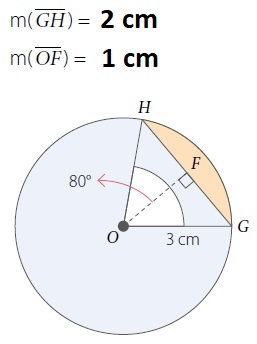 m(GH) = 2 cm
m(OF) = 1 cm
H
F
80°
O
3 cm
G